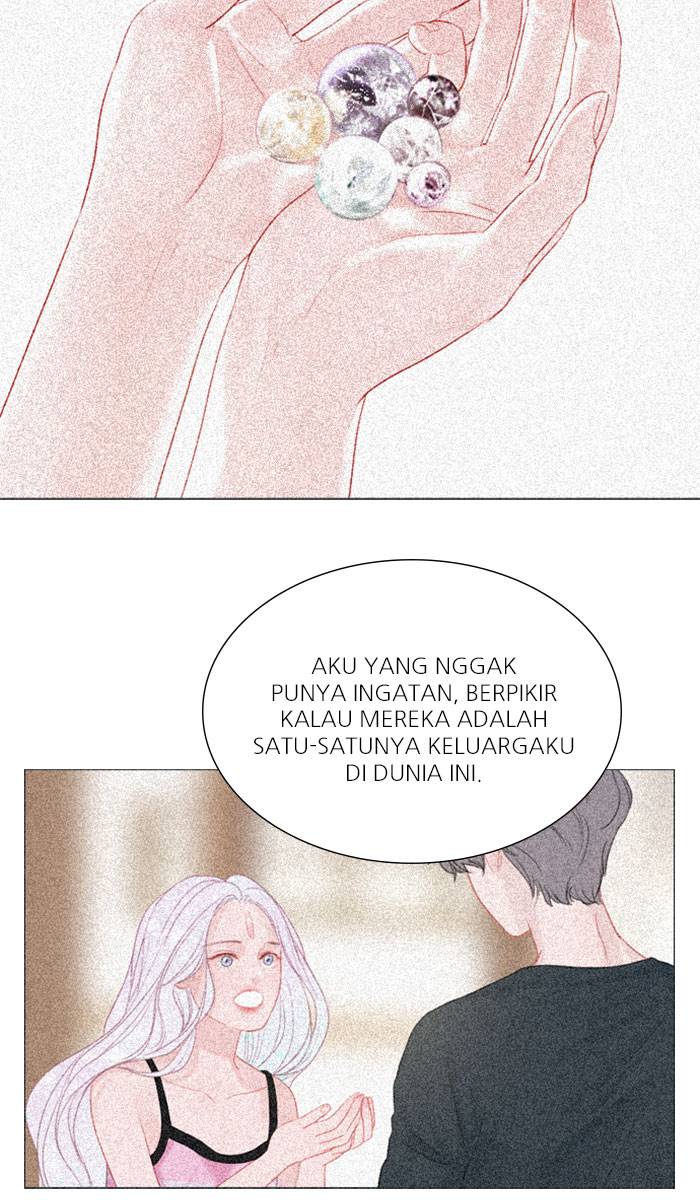 AKU YANG NGGAK
PUNYA INGATAN, BERPIKIR
KALAU MEREKA ADALAH
SATU-SATUNYA KELUARGAKU
DI DUNIA INI.